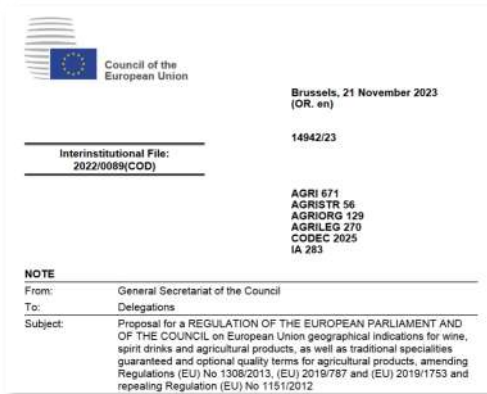 Council of the
European Union
Brussels, 21 November 2023
(OR. en)
14942/23
Interinstitutional File:
2022/0089(COD)
AGRI 671
AGRISTR 56
AGRIORG 129
AGRILEG 270
CODEC 2025
IA 283
NOTE
From: General Secretariat of the Council
To: Delegations
Subject: Proposal for a REGULATION OF THE EUROPEAN PARLIAMENT AND
OF THE COUNCIL on European Union geographical indications for wine,
spirit drinks and agricultural products, as well as traditional specialities
guaranteed and optional quality terms for agricultural products, amending
Regulations (EU) No 1308/2013, (EU) 2019/787 and (EU) 2019/1753 and
repealing Regulation (EU) No 1151/2012